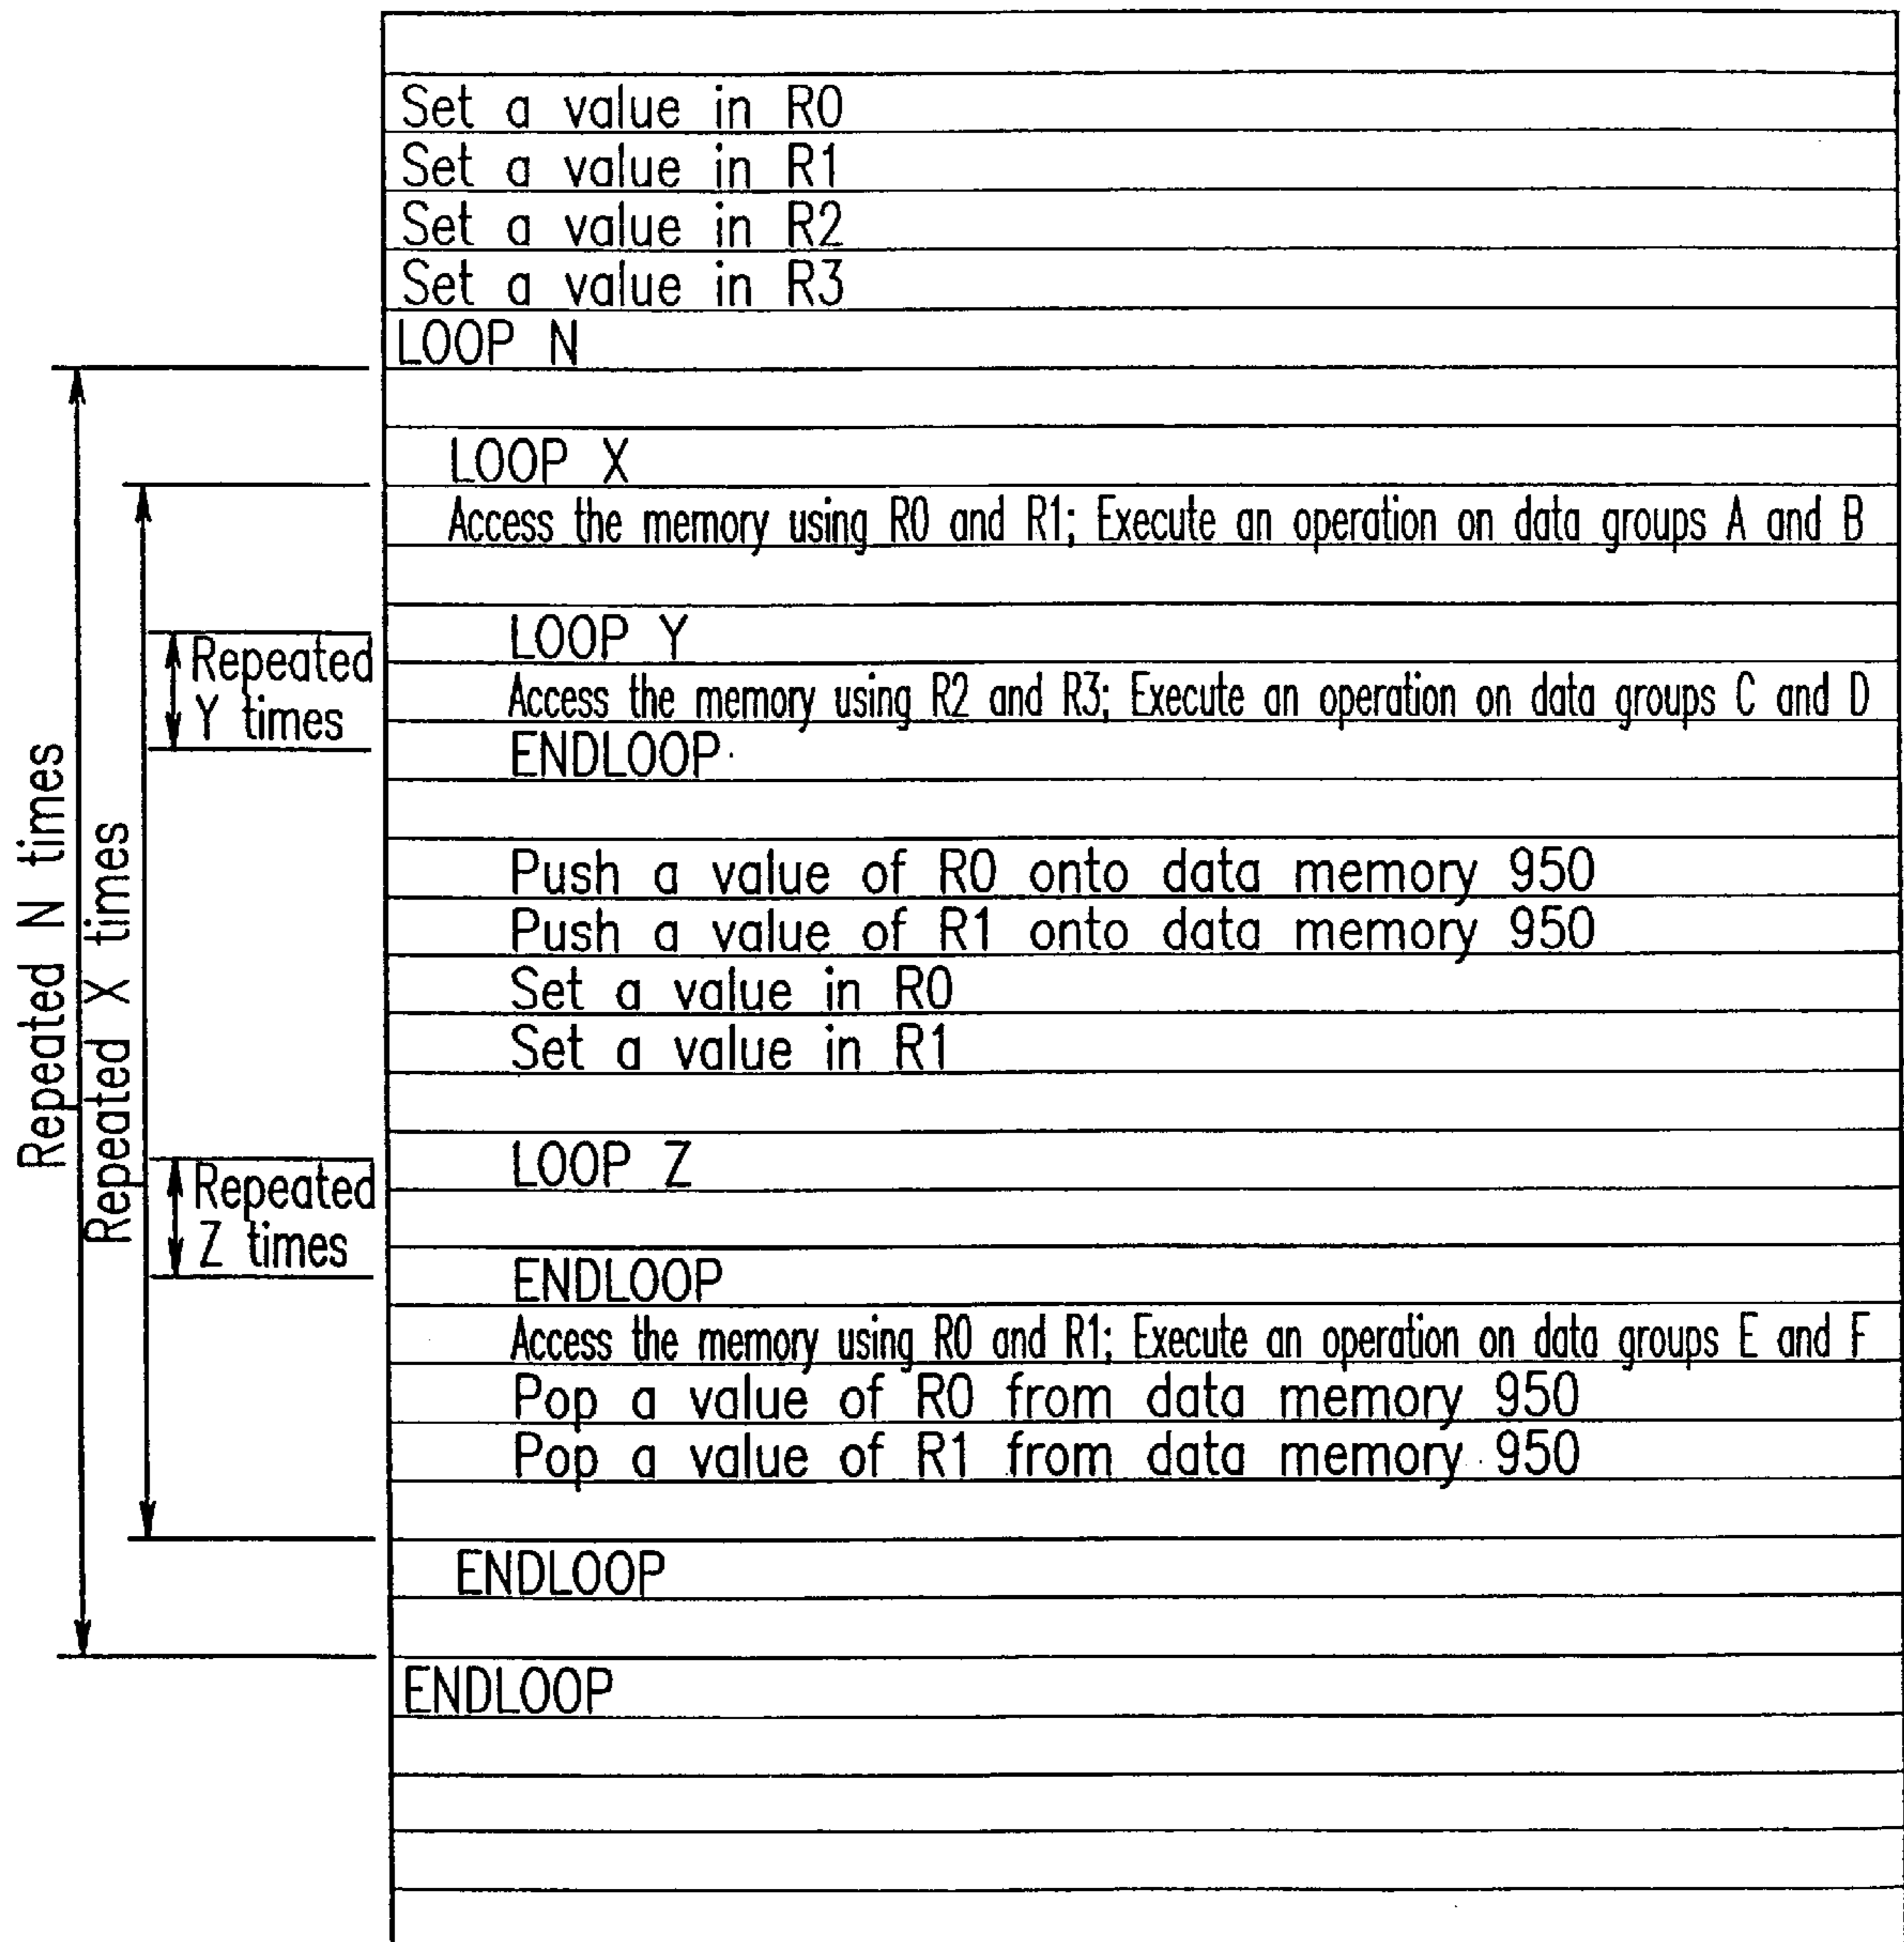 Set a value in R0
Set a value in R1
Set a value in R2
Set a value in R3
LOOP N
LOOP X
Access the memory using R0 and R1; Execute an operation on data groups A and B
LOOP Y
Access the memory using R2 and R3; Execute an operation on data groups C and D
ENDLOOP
Push a value of R0 onto data memory 950
Push a value of R1 onto data memory 950
Set a value in R0
Set a value in R1
LOOP Z
ENDLOOP
Access the memory using R0 and R1; Execute an operation on data groups E and F
Pop a value of R0 from data memory 950
Pop a value of R1 from data memory 950
ENDLOOP
ENDLOOP
Repeated N times
Repeated X times
Repeated
Y times
Repeated
Z times